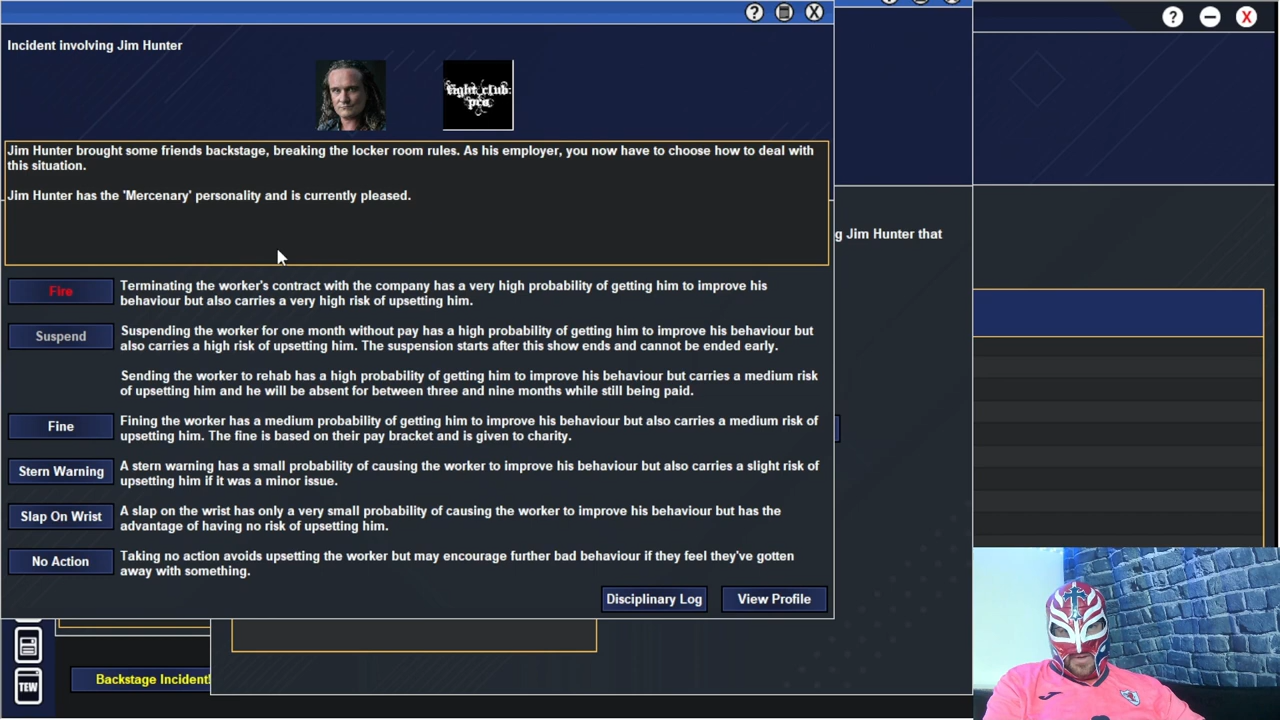 ? X
? X
Incident involving Jim Hunter
fight club: pro
Jim Hunter brought some friends backstage, breaking the locker room rules. As his employer, you now have to choose how to deal with
this situation.
Jim Hunter has the 'Mercenary' personality and is currently pleased.
g Jim Hunter that
Fire
Terminating the worker's contract with the company has a very high probability of getting him to improve his
behaviour but also carries a very high risk of upsetting him.
Suspend
Suspending the worker for one month without pay has a high probability of getting him to improve his behaviour but
also carries a high risk of upsetting him. The suspension starts after this show ends and cannot be ended early.
Sending the worker to rehab has a high probability of getting him to improve his behaviour but carries a medium risk
of upsetting him and he will be absent for between three and nine months while still being paid.
Fine
Fining the worker has a medium probability of getting him to improve his behaviour but also carries a medium risk of
upsetting him. The fine is based on their pay bracket and is given to charity.
Stern Warning
A stern warning has a small probability of causing the worker to improve his behaviour but also carries a slight risk of
upsetting him if it was a minor issue.
Slap On Wrist
A slap on the wrist has only a very small probability of causing the worker to improve his behaviour but has the
advantage of having no risk of upsetting him.
No Action
Taking no action avoids upsetting the worker but may encourage further bad behaviour if they feel they've gotten
away with something.
Disciplinary Log
View Profile
TEW
Backstage Incident!